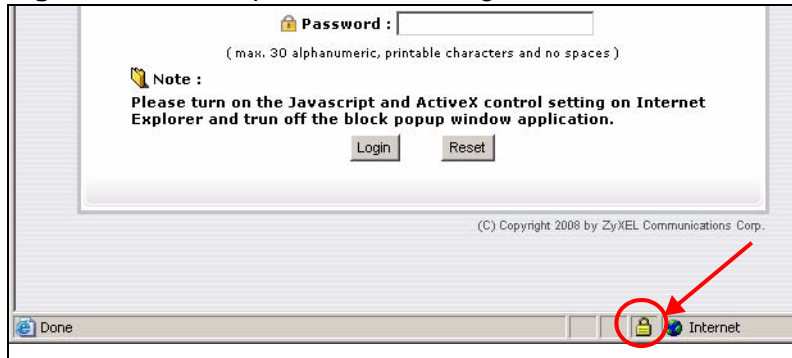 Password :
( max. 30 alphanumeric, printable characters and no spaces )
Note :
Please turn on the Javascript and ActiveX control setting on Internet
Explorer and trun off the block popup window application.
Login Reset
(C) Copyright 2008 by ZyXEL Communications Corp.
Done Internet